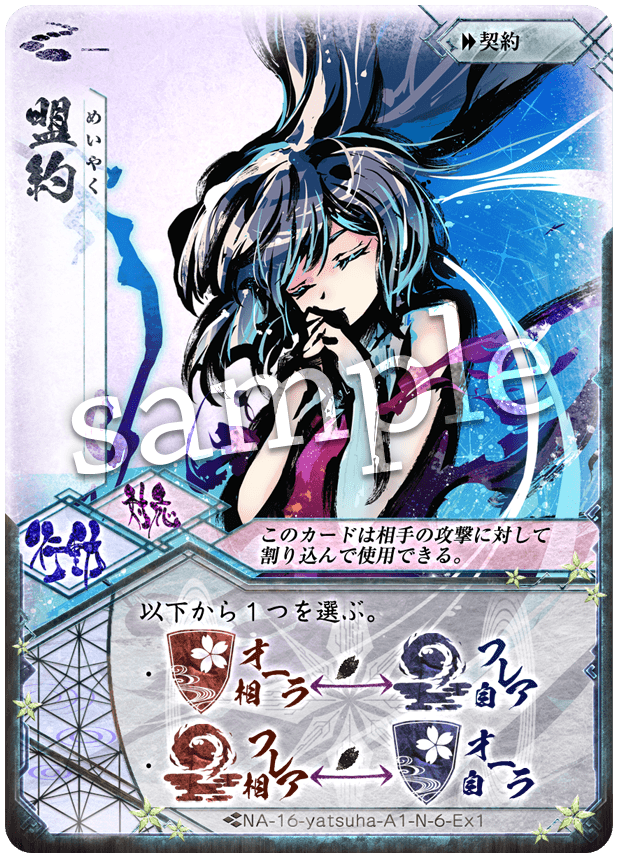 契約
盟約
めいやく
sample
行動
対応
このカードは相手の攻撃に対して
割り込んで使用できる。
以下から1つを選ぶ。
・相オーラ 自フレア
・相フレア 自オーラ
NA-16-yatsuha-A1-N-6-Ex1